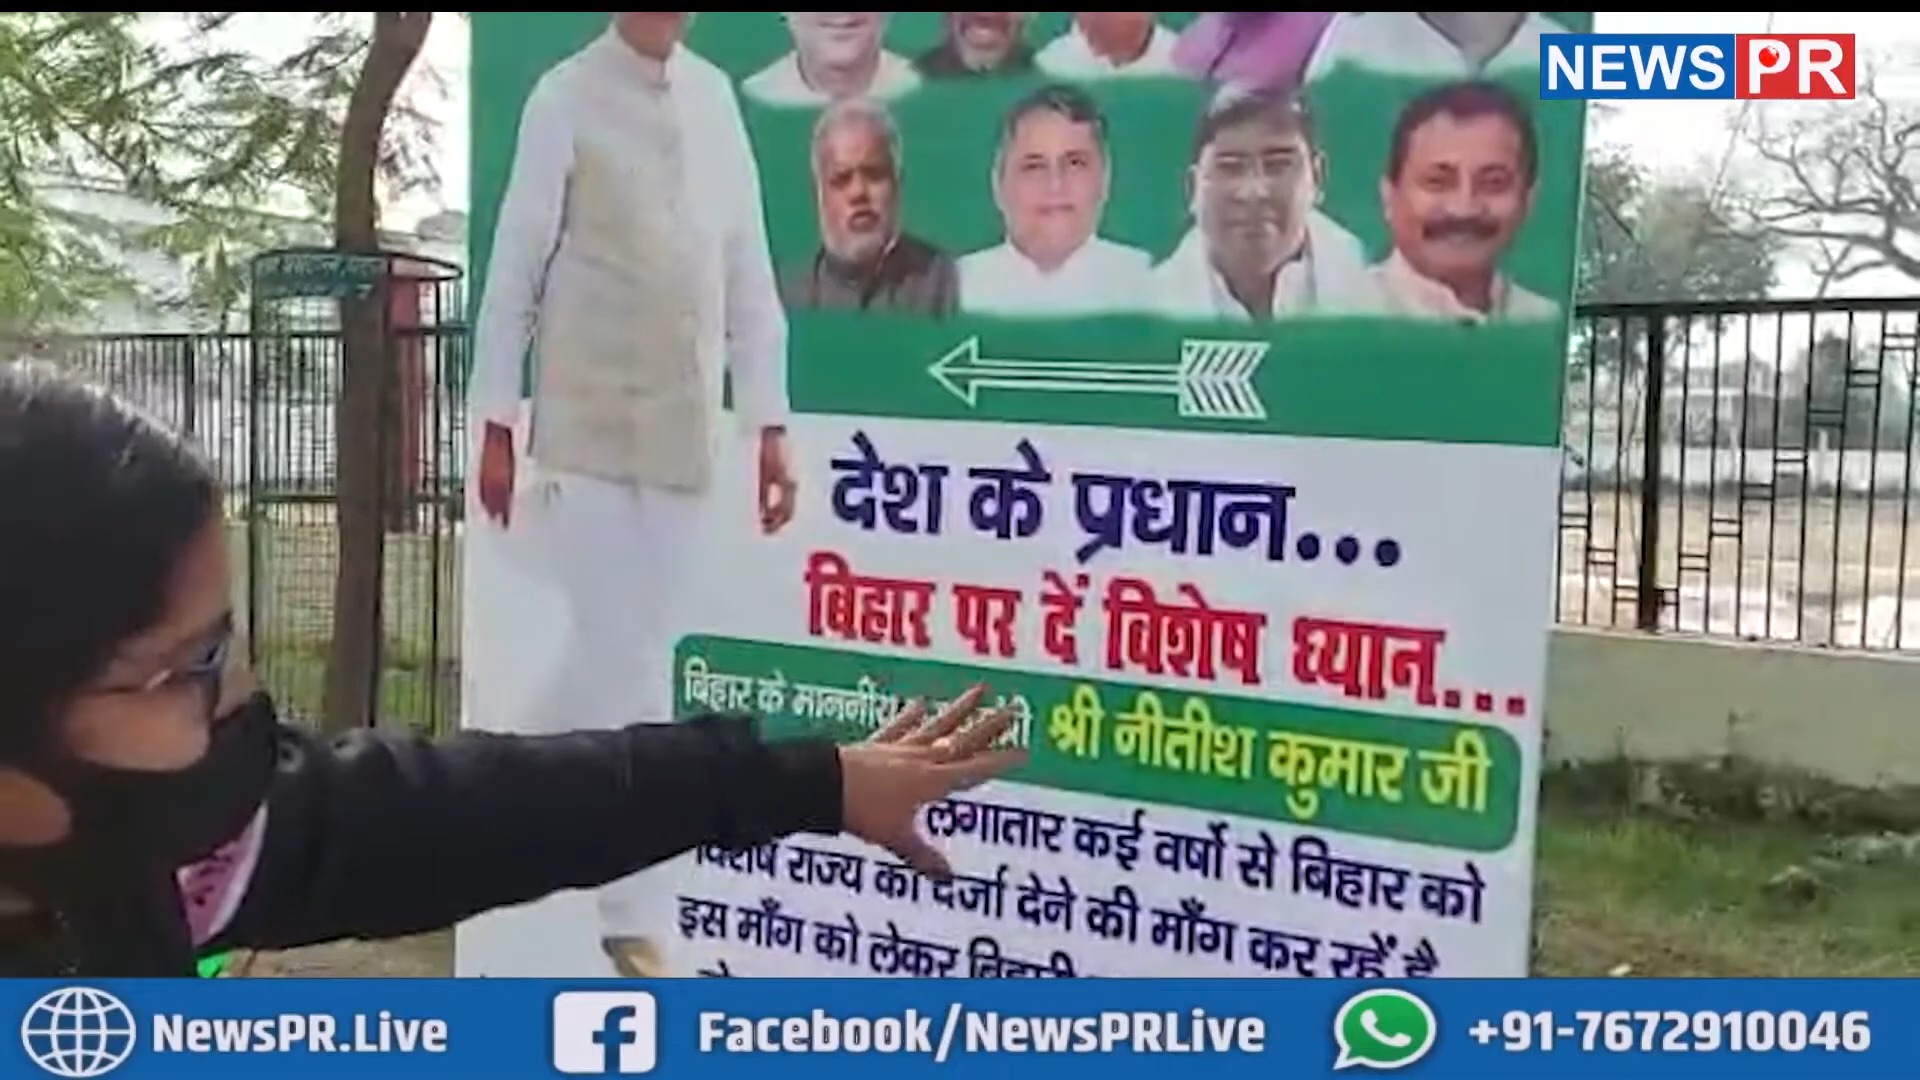 NEWS PR
देश के प्रधान...
बिहार पर दें विशेष ध्यान...
बिहार के माननीय श्री नीतीश कुमार जी
लगातार कई वर्षो से बिहार को
विशेष राज्य का दर्जा देने की माँग कर रहें है
इस माँग को लेकर बिहारी
NewsPR.Live
Facebook/NewsPRLive
+91-7672910046